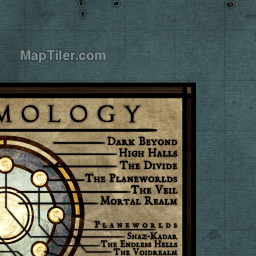 MapTiler.com
MOLOGY
Dark Beyond
High Halls
The Divide
The Planeworlds
The Veil
Mortal Realm
Planeworlds
Shaz-Kadar
The Endless Hells
The Voidrealm